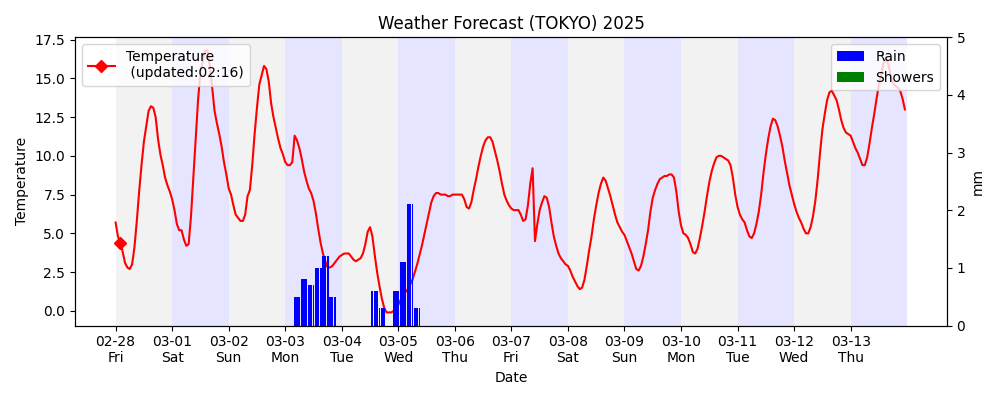 Weather Forecast (TOKYO) 2025
Temperature
(updated:02:16)
Rain
Showers
17.5
15.0
12.5
10.0
7.5
5.0
2.5
0.0
Temperature
5
4
3
2
1
0
mm
02-28 03-01 03-02 03-03 03-04 03-05 03-06 03-07 03-08 03-09 03-10 03-11 03-12 03-13
Fri Sat Sun Mon Tue Wed Thu Fri Sat Sun Mon Tue Wed Thu
Date